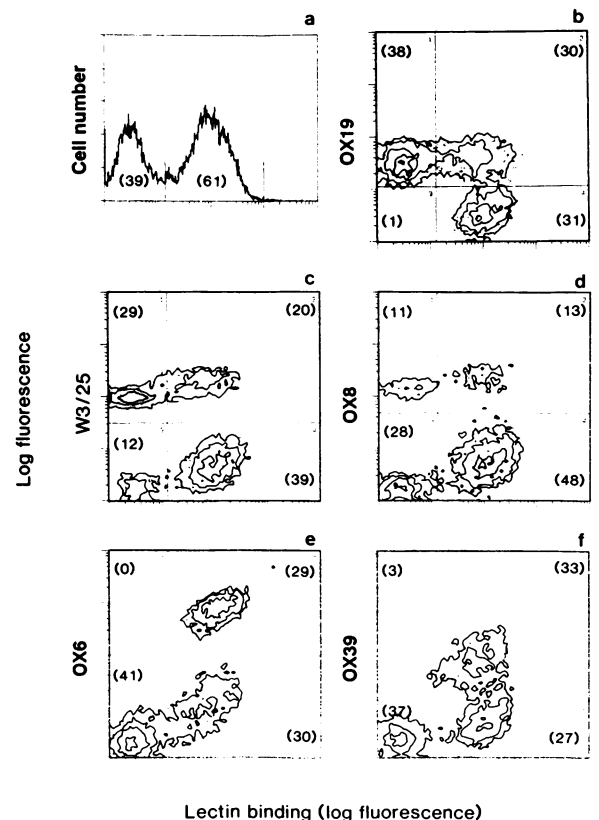 a
Cell number
(39)
(61)
b
OX19
(38)
(30)
(1)
(31)
c
Log fluorescence
W3/25
(29)
(20)
(12)
(39)
d
OX8
(11)
(13)
(28)
(48)
e
OX6
(0)
(29)
(41)
(30)
f
OX39
(3)
(33)
(37)
(27)
Lectin binding (log fluorescence)